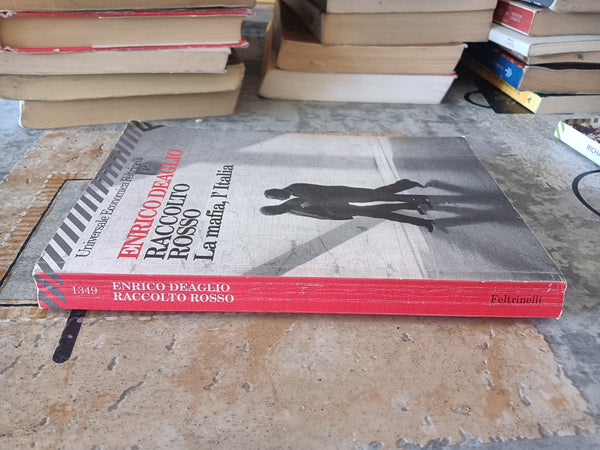 Universale Economica Feltrinelli
ENRICO DEAGLIO
RACCOLTO
ROSSO
La mafia, l'Italia
1349
ENRICO DEAGLIO
RACCOLTO ROSSO
Feltrinelli